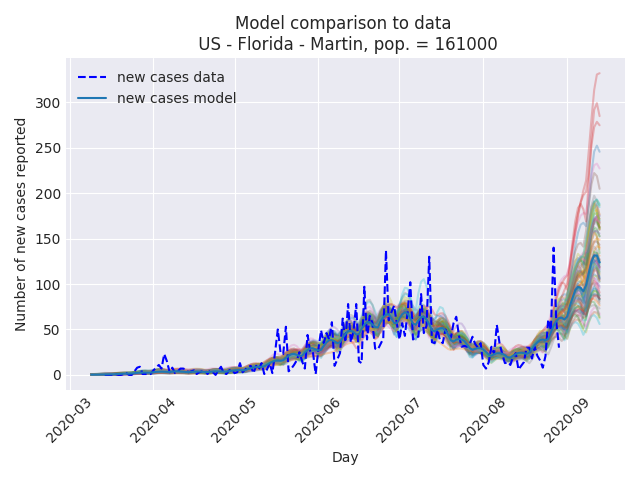 Model comparison to data
US - Florida - Martin, pop. = 161000
new cases data
new cases model
Number of new cases reported
300
250
200
150
100
50
0
2020-03
2020-04
2020-05
2020-06
2020-07
2020-08
2020-09
Day